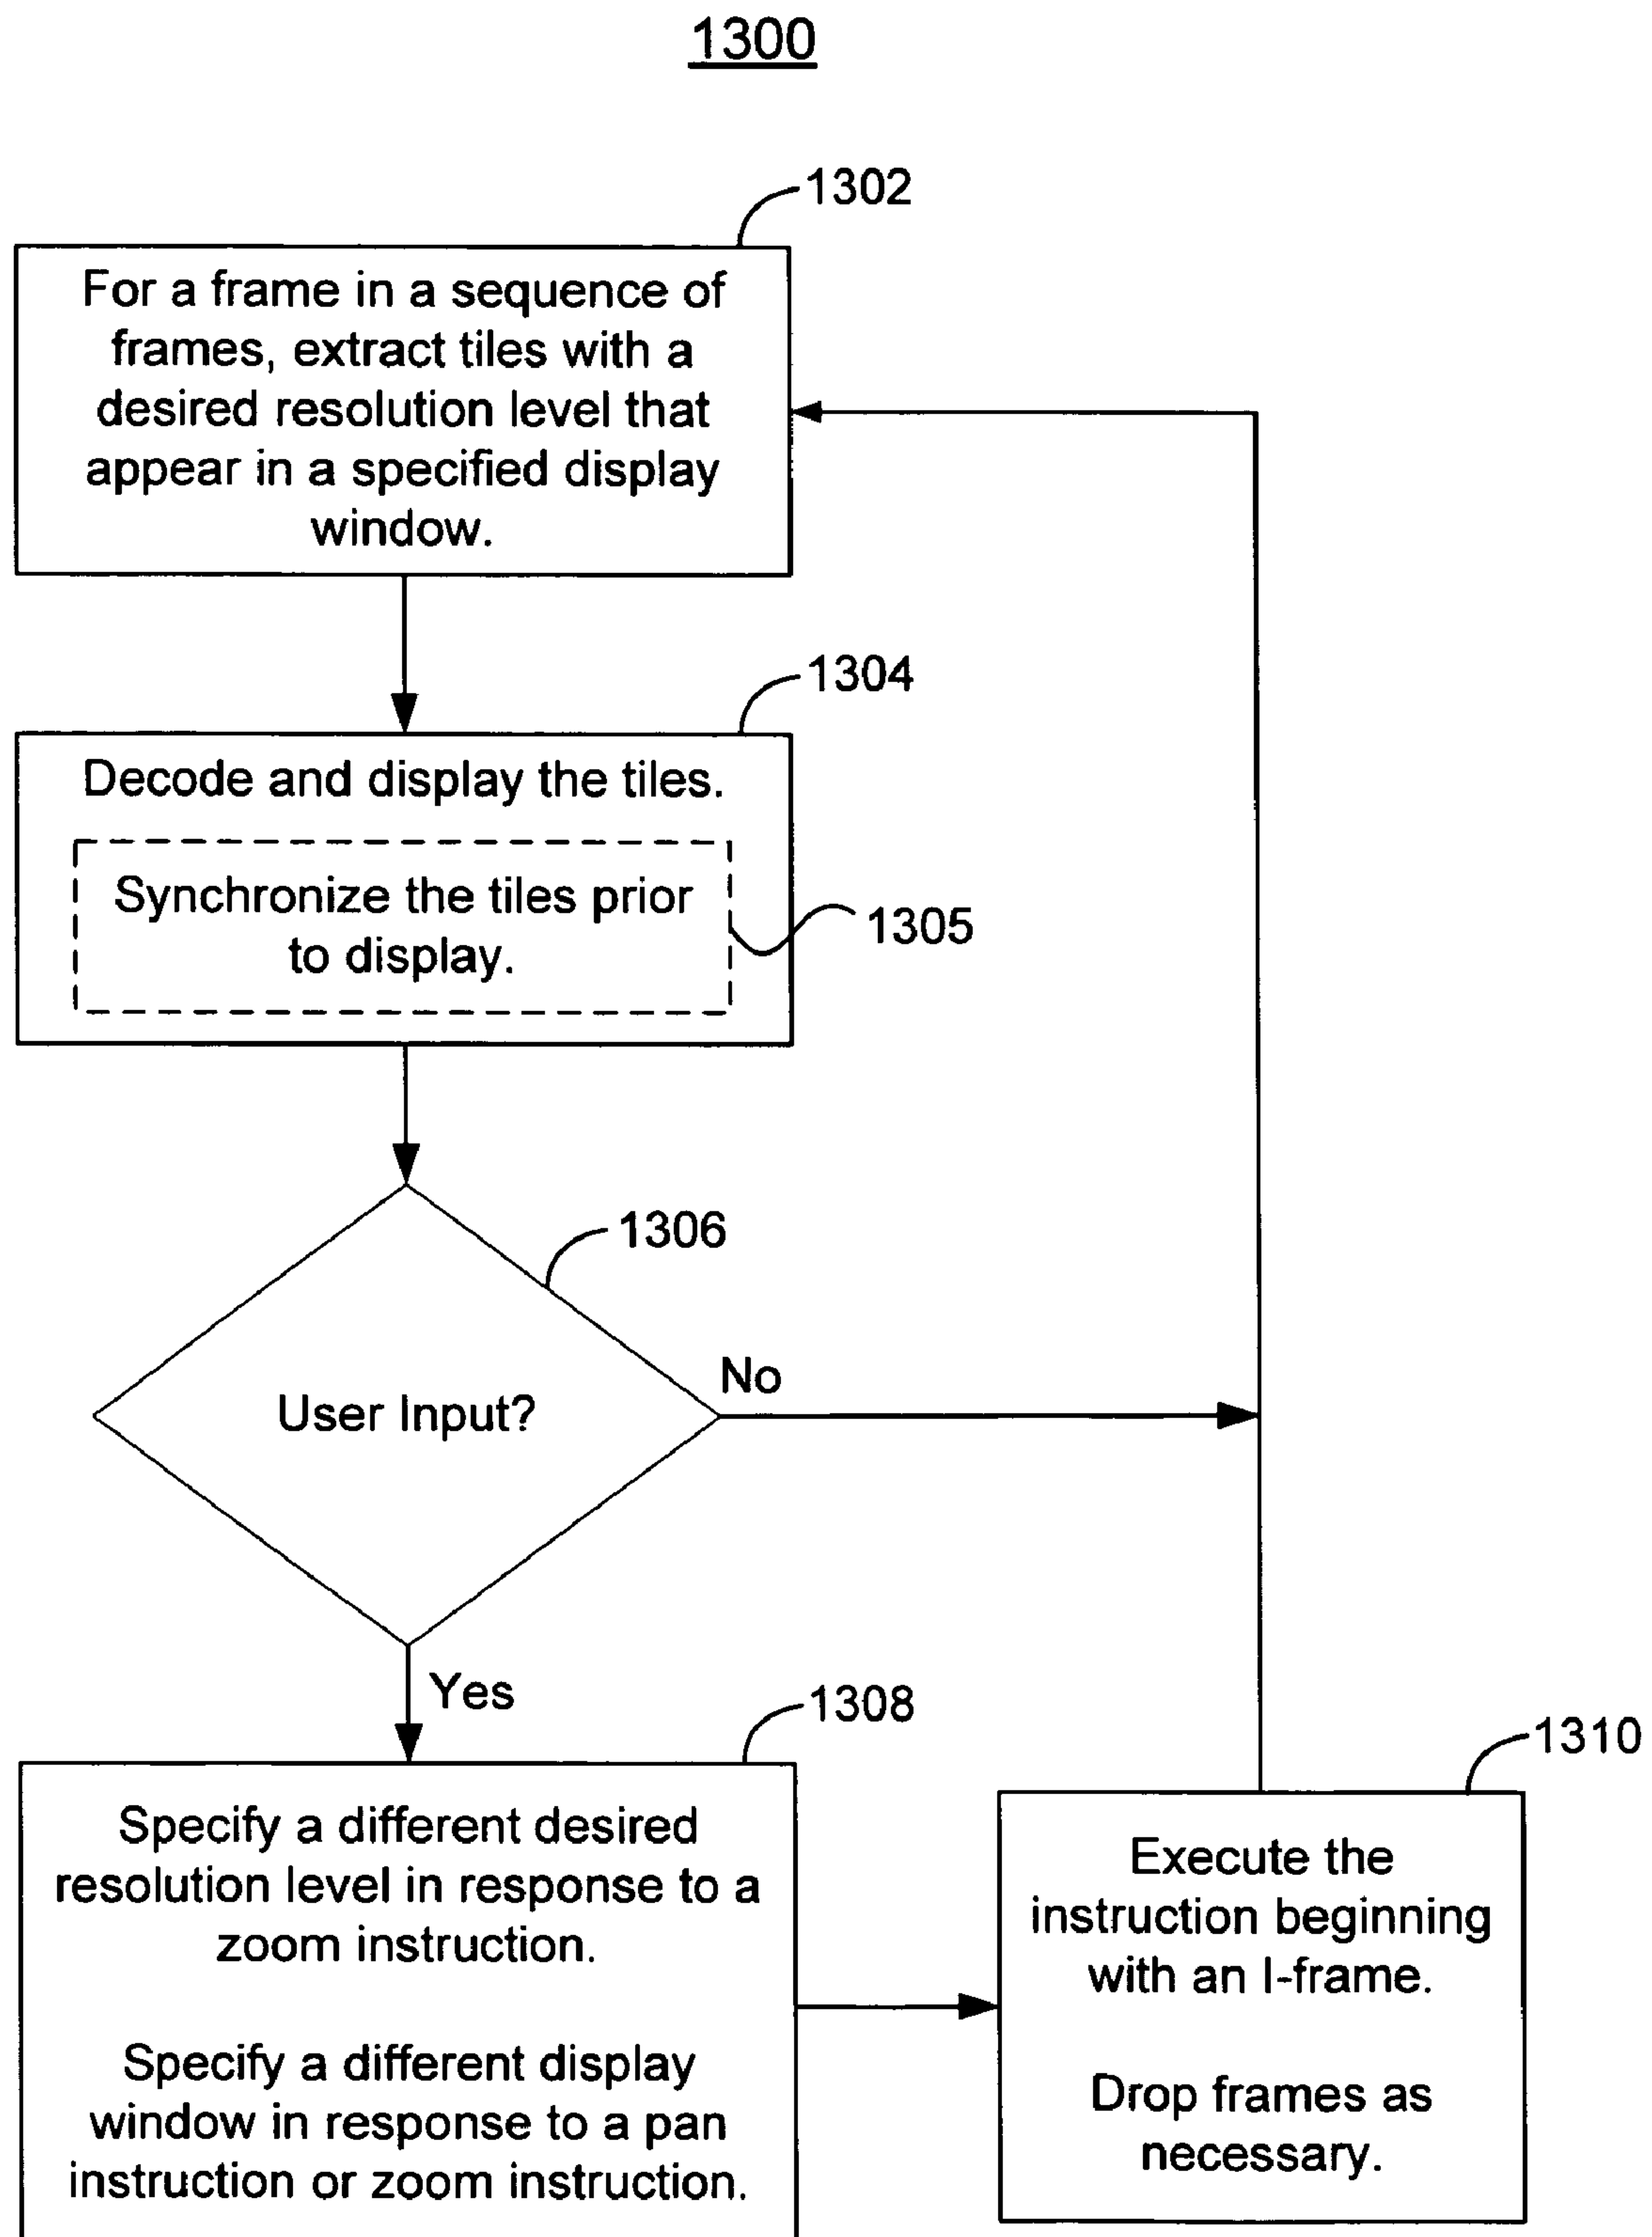 1300
1302
For a frame in a sequence of
frames, extract tiles with a
desired resolution level that
appear in a specified display
window.
1304
Decode and display the tiles.
Synchronize the tiles prior
to display.
1305
1306
User Input?
No
Yes
1308
Specify a different desired
resolution level in response to a
zoom instruction.
Specify a different display
window in response to a pan
instruction or zoom instruction.
1310
Execute the
instruction beginning
with an I-frame.
Drop frames as
necessary.